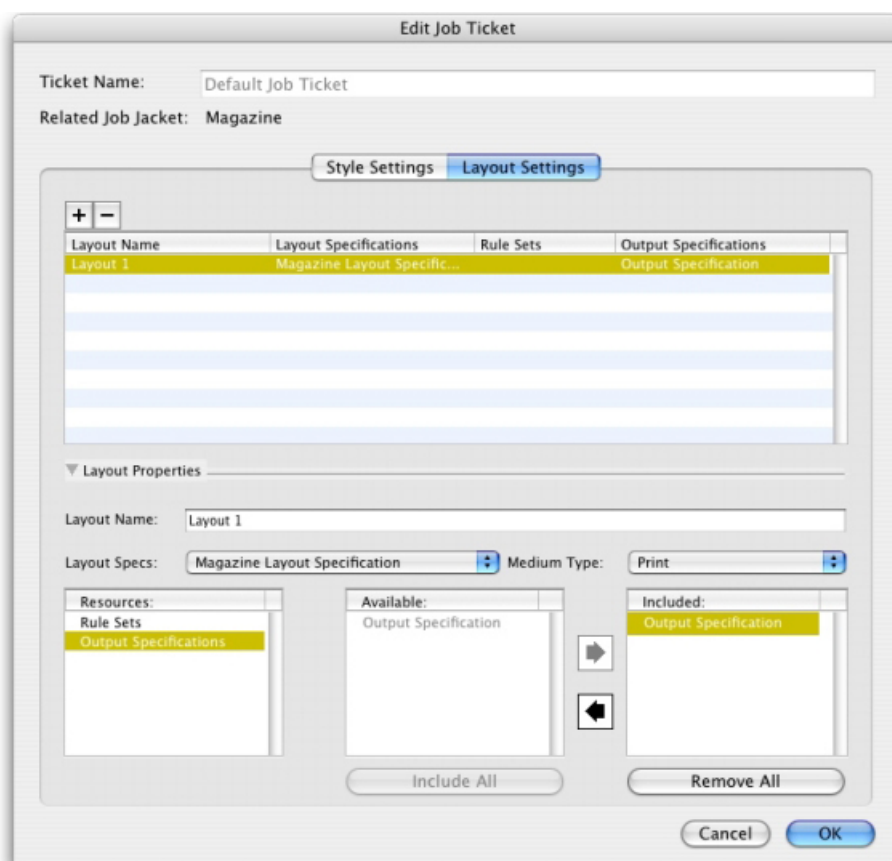 Edit Job Ticket
Ticket Name: Default Job Ticket
Related Job Jacket: Magazine
Style Settings Layout Settings
+ −
Layout Name Layout Specifications Rule Sets Output Specifications
Layout 1 Magazine Layout Specific... Output Specification
Layout Properties
Layout Name: Layout 1
Layout Specs: Magazine Layout Specification Medium Type: Print
Resources: Available: Included:
Rule Sets Output Specification Output Specification
Output Specifications
Include All Remove All
Cancel OK